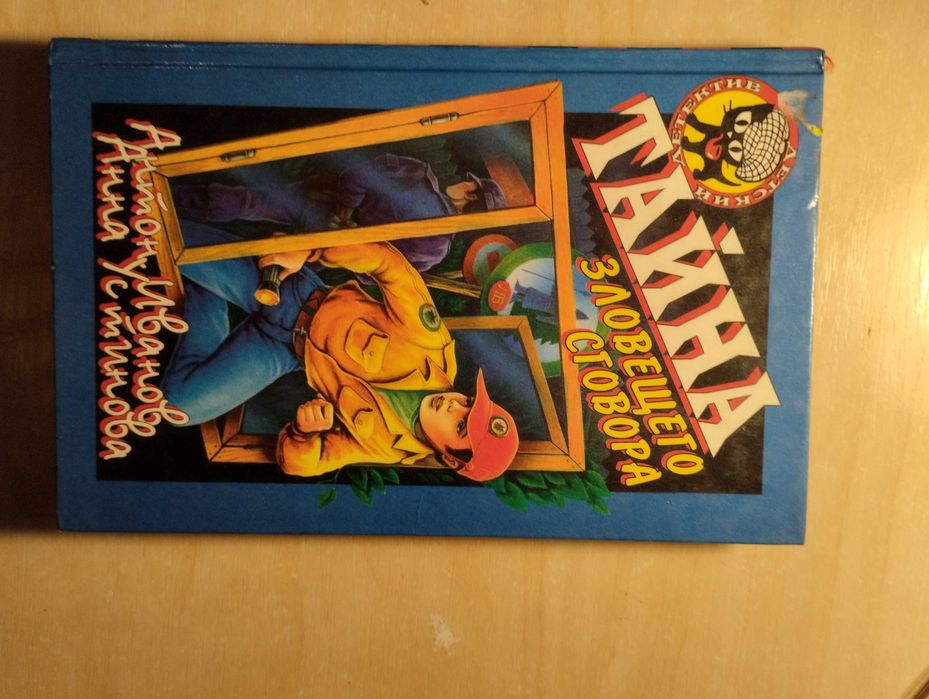 ДЕТСКИЙ ДЕТЕКТИВ
ТАЙНА
ЗЛОВЕЩЕГО
СГОВОРА
Антон Иванов
Анна Устинова